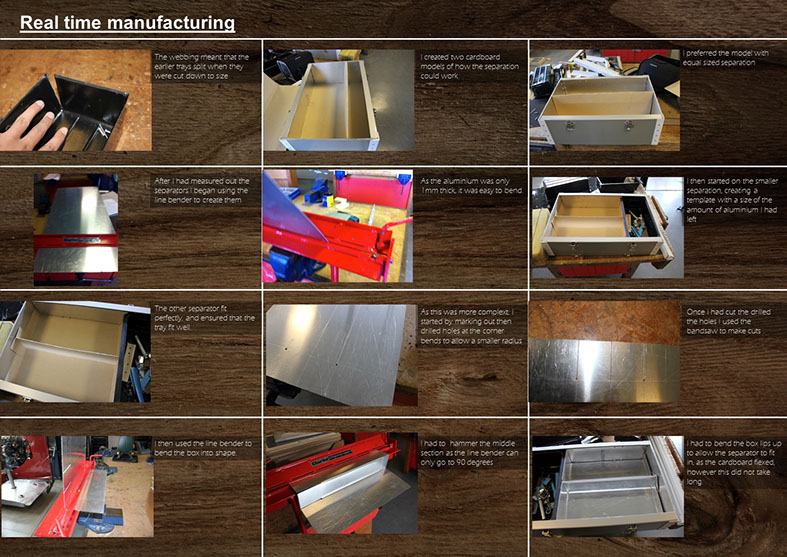 Real time manufacturing
The webbing meant that the
earlier trays split when they
were cut down to size
I created two cardboard
models of how the separation
could work
I preferred the model with
equal sized separation
After I had measured out the
separators I began using the
line bender to create them
As the aluminium was only
1mm thick, it was easy to bend.
I then started on the smaller
separation, creating a
template with a size of the
amount of aluminium I had
left
The other separator fit
perfectly, and ensured that the
tray fit well.
As this was more complext, I
started by marking out then
drilled holes at the corner
bends to allow a smaller radius
Once I had cut the drilled
the holes I used the
bandsaw to make cuts
I then used the line bender to
bend the box into shape.
I had to hammer the middle
section as the line bender can
only go to 90 degrees
I had to bend the box lips up
to allow the separator to fit
in, as the cardboard flexed,
however this did not take
long